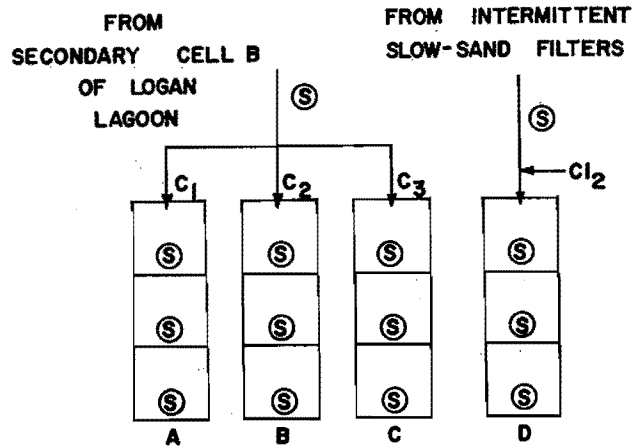 FROM
SECONDARY CELL B
OF LOGAN
LAGOON
FROM INTERMITTENT
SLOW-SAND FILTERS
S
S
C1
C2
C3
Cl2
S S S S
S S S S
S S S S
A B C D